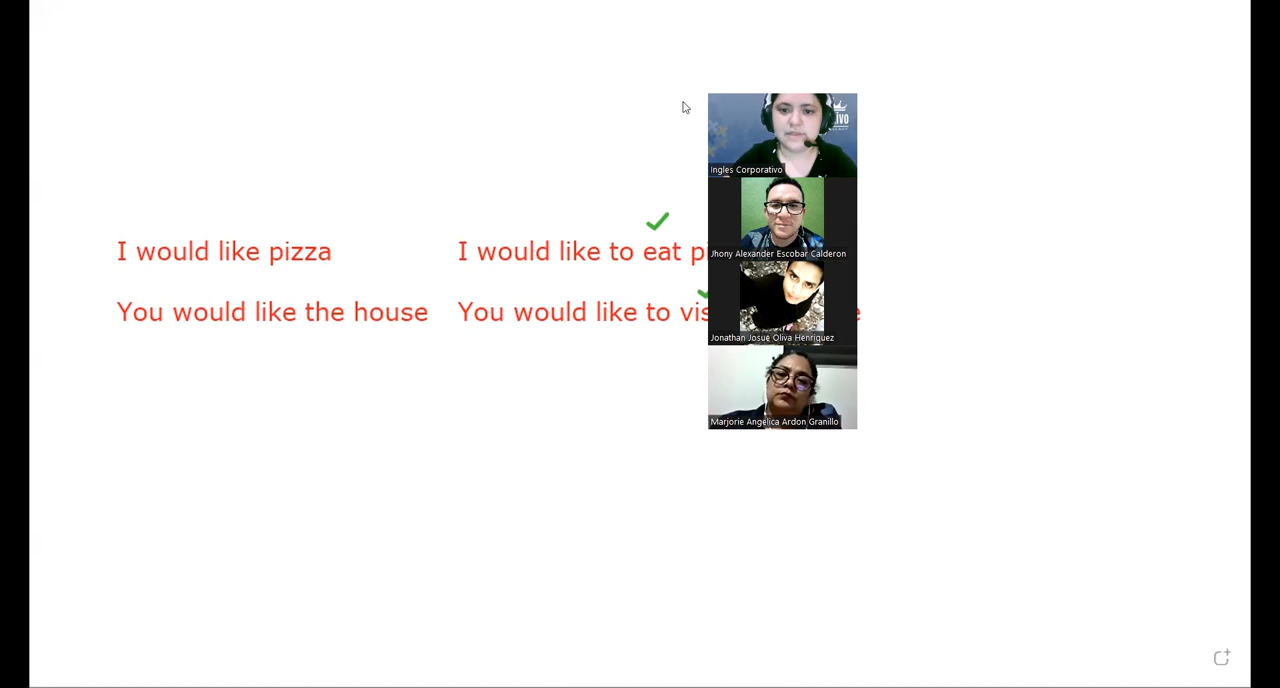 Ingles Corporativo
Jhony Alexander Escobar Calderon
Jonathan Josué Oliva Henriquez
Marjorie Angelica Ardon Granillo
I would like pizza
I would like to eat
You would like the house
You would like to